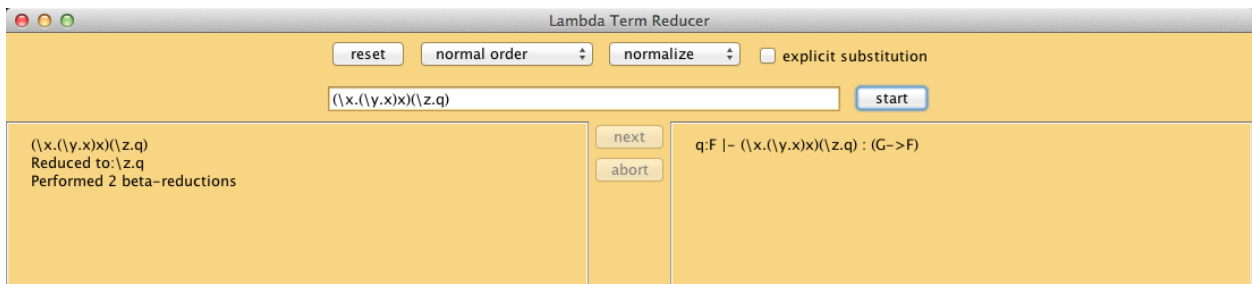 Lambda Term Reducer
reset normal order normalize explicit substitution
(\x.(\y.x)x)(\z.q) start
next
abort
(\x.(\y.x)x)(\z.q)
Reduced to:\z.q
Performed 2 beta-reductions
q:F |- (\x.(\y.x)x)(\z.q) : (G->F)